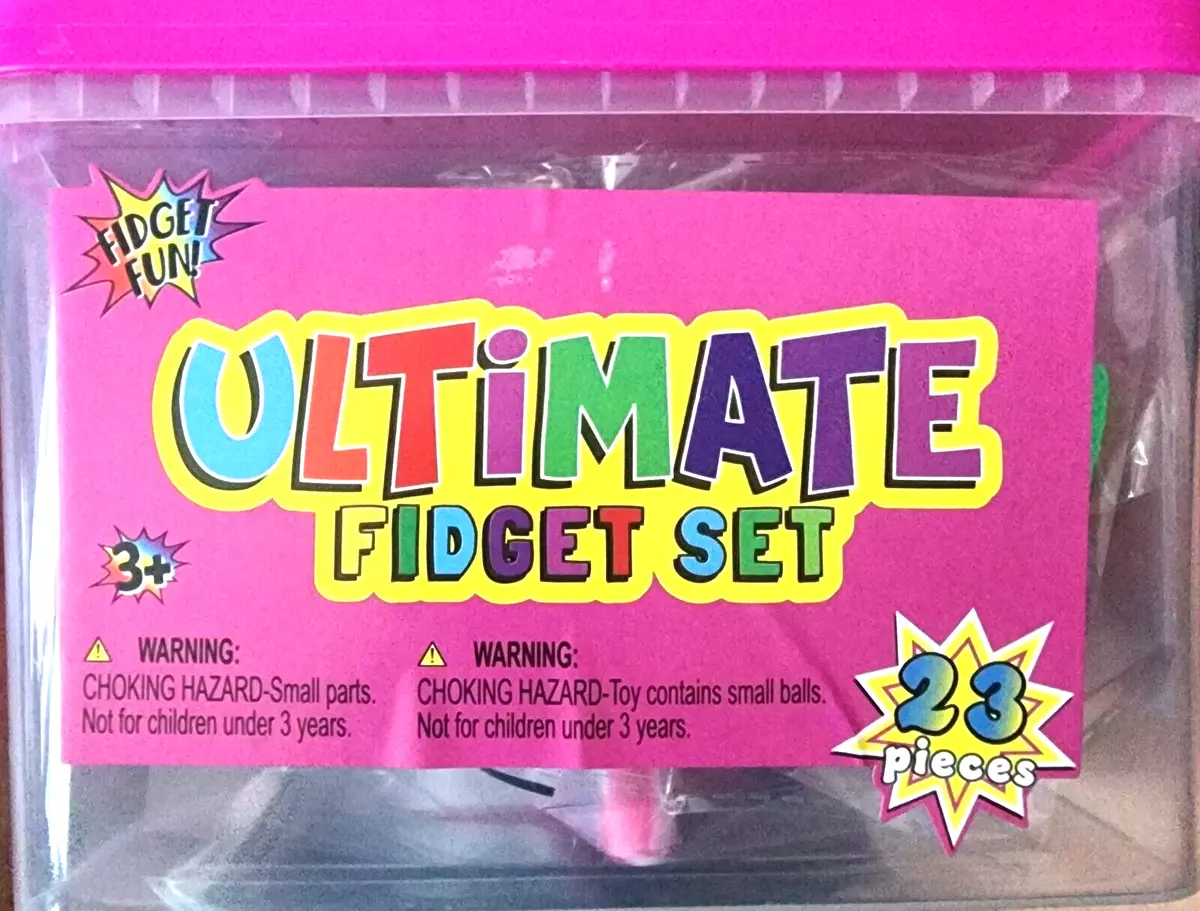 FIDGET
FUN!
ULTiMATE
FIDGET SET
3+
WARNING:
CHOKING HAZARD-Small parts.
Not for children under 3 years.
WARNING:
CHOKING HAZARD-Toy contains small balls.
Not for children under 3 years.
23
pieces